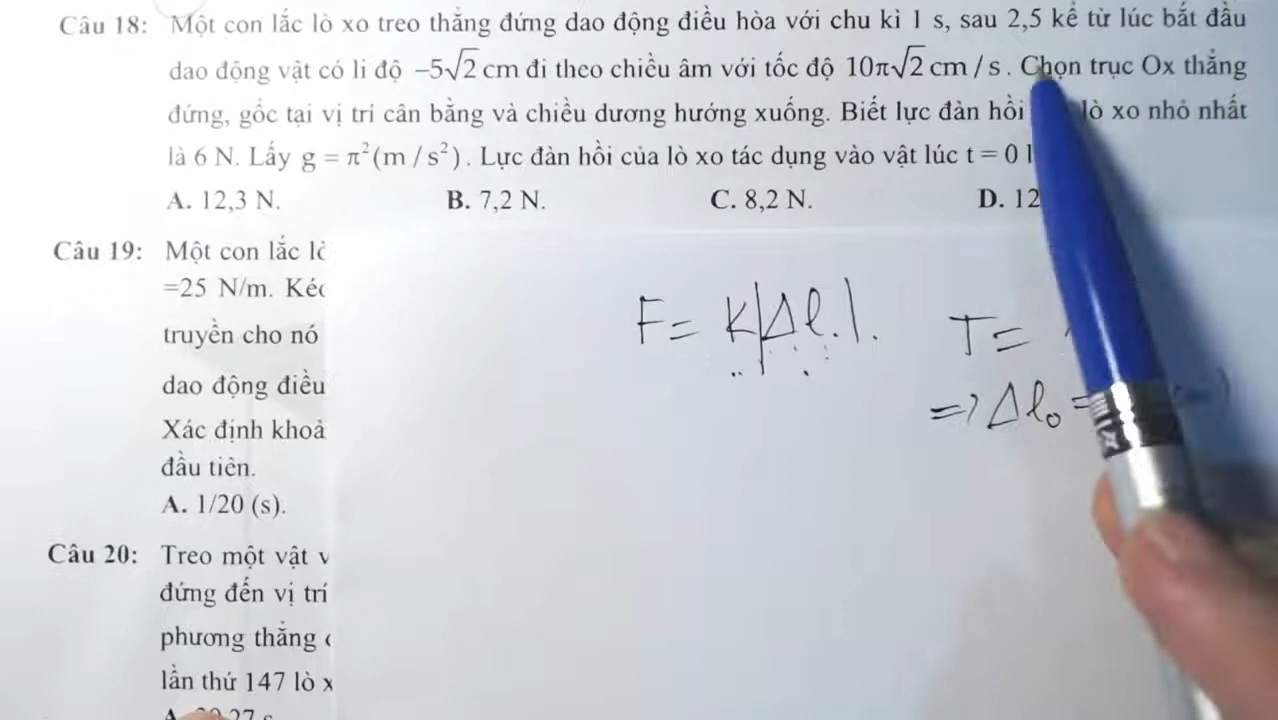 Câu 18: Một con lắc lò xo treo thẳng đứng dao động điều hòa với chu kì 1 s, sau 2,5 kể từ lúc bắt đầu
dao động vật có li độ −5√2 cm đi theo chiều âm với tốc độ 10π√2 cm / s . Chọn trục Ox thẳng
đứng, gốc tại vị trí cân bằng và chiều dương hướng xuống. Biết lực đàn hồi lò xo nhỏ nhất
là 6 N. Lấy g = π²(m / s²). Lực đàn hồi của lò xo tác dụng vào vật lúc t = 0
A. 12,3 N. B. 7,2 N. C. 8,2 N. D. 12
Câu 19: Một con lắc
=25 N/m.
F = K|Δl.|. T =
truyền cho nó
dao động điều
=> Δl₀ =
Xác định
đầu tiên.
A. 1/20 (s).
Câu 20: Treo một vật
đứng đến vị trí
phương thẳng
lần thứ 147 lò